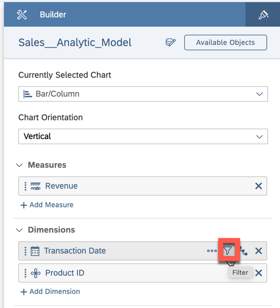 Builder
Sales__Analytic_Model
Available Objects
Currently Selected Chart
Bar/Column
Chart Orientation
Vertical
Measures
Revenue
+ Add Measure
Dimensions
Transaction Date
Product ID
Filter
+ Add Dimension